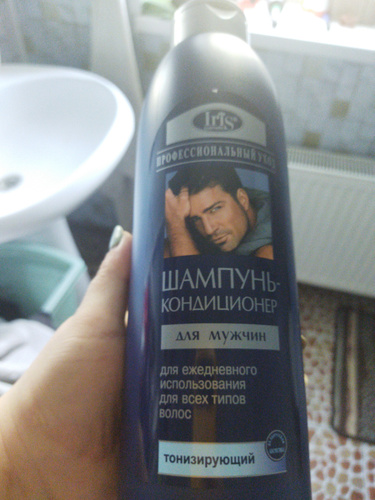 IRIS
ПРОФЕССИОНАЛЬНЫЙ УХОД
ШАМПУНЬ-
КОНДИЦИОНЕР
для мужчин
для ежедневного
использования
для всех типов
волос
тонизирующий